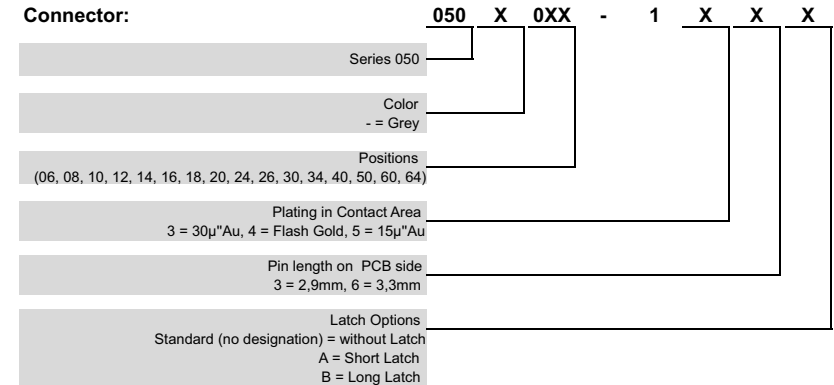 Connector: 050 X 0XX - 1 X X X
Series 050
Color
- = Grey
Positions
(06, 08, 10, 12, 14, 16, 18, 20, 24, 26, 30, 34, 40, 50, 60, 64)
Plating in Contact Area
3 = 30µ"Au, 4 = Flash Gold, 5 = 15µ"Au
Pin length on PCB side
3 = 2,9mm, 6 = 3,3mm
Latch Options
Standard (no designation) = without Latch
A = Short Latch
B = Long Latch